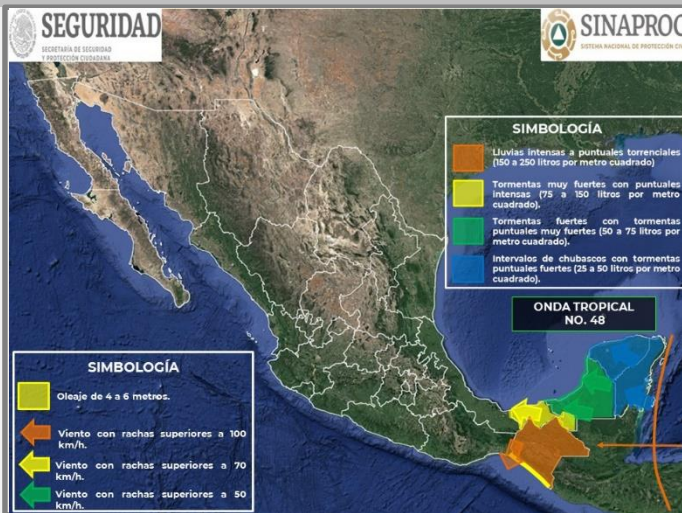 SEGURIDAD
SECRETARÍA DE SEGURIDAD
Y PROTECCIÓN CIUDADANA
SINAPROC
SISTEMA NACIONAL DE PROTECCIÓN CI
SIMBOLOGÍA
Lluvias intensas a puntuales torrenciales
(150 a 250 litros por metro cuadrado)
Tormentas muy fuertes con puntuales
intensas (75 a 150 litros por metro
cuadrado).
Tormentas fuertes con tormentas
puntuales muy fuertes (50 a 75 litros por
metro cuadrado).
Intervalos de chubascos con tormentas
puntuales fuertes (25 a 50 litros por metro
cuadrado).
ONDA TROPICAL
NO. 48
SIMBOLOGÍA
Oleaje de 4 a 6 metros.
Viento con rachas superiores a 100
km/h.
Viento con rachas superiores a 70
km/h.
Viento con rachas superiores a 50
km/h.